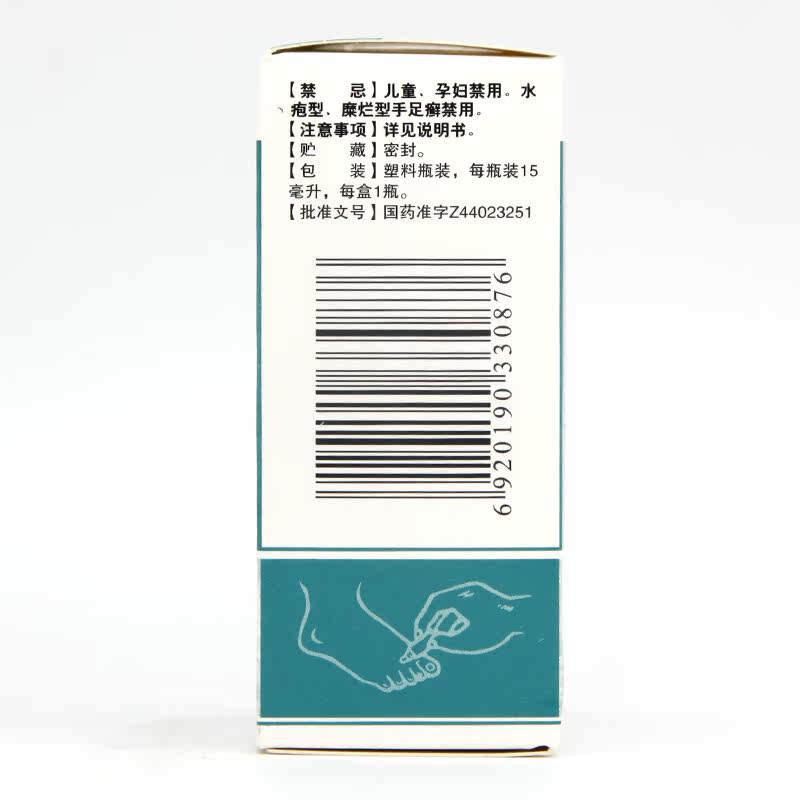 【禁　忌】儿童、孕妇禁用。水
疱型、糜烂型手足癣禁用。
【注意事项】详见说明书。
【贮　藏】密封。
【包　装】塑料瓶装，每瓶装15
毫升，每盒1瓶。
【批准文号】国药准字Z44023251
6920190330876